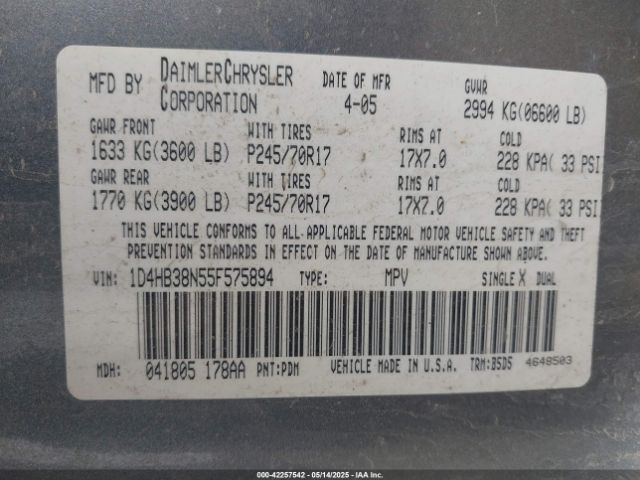 MFD BY DAIMLERCHRYSLER CORPORATION DATE OF MFR 4-05 GVWR 2994 KG(06600 LB)
GAWR FRONT WITH TIRES RIMS AT COLD
1633 KG(3600 LB) P245/70R17 17X7.0 228 KPA( 33 PSI
GAWR REAR WITH TIRES RIMS AT COLD
1770 KG(3900 LB) P245/70R17 17X7.0 228 KPA( 33 PSI
THIS VEHICLE CONFORMS TO ALL APPLICABLE FEDERAL MOTOR VEHICLE SAFETY AND THEFT
PREVENTION STANDARDS IN EFFECT ON THE DATE OF MANUFACTURE SHOWN ABOVE.
VIN: 1D4HB38N55F575894 TYPE: MPV SINGLE X DUAL
MDH: 041805 178AA PNT:PDM VEHICLE MADE IN U.S.A. TRM:BSD5 4648503
000-42257542 - 05/14/2025 - IAA Inc.